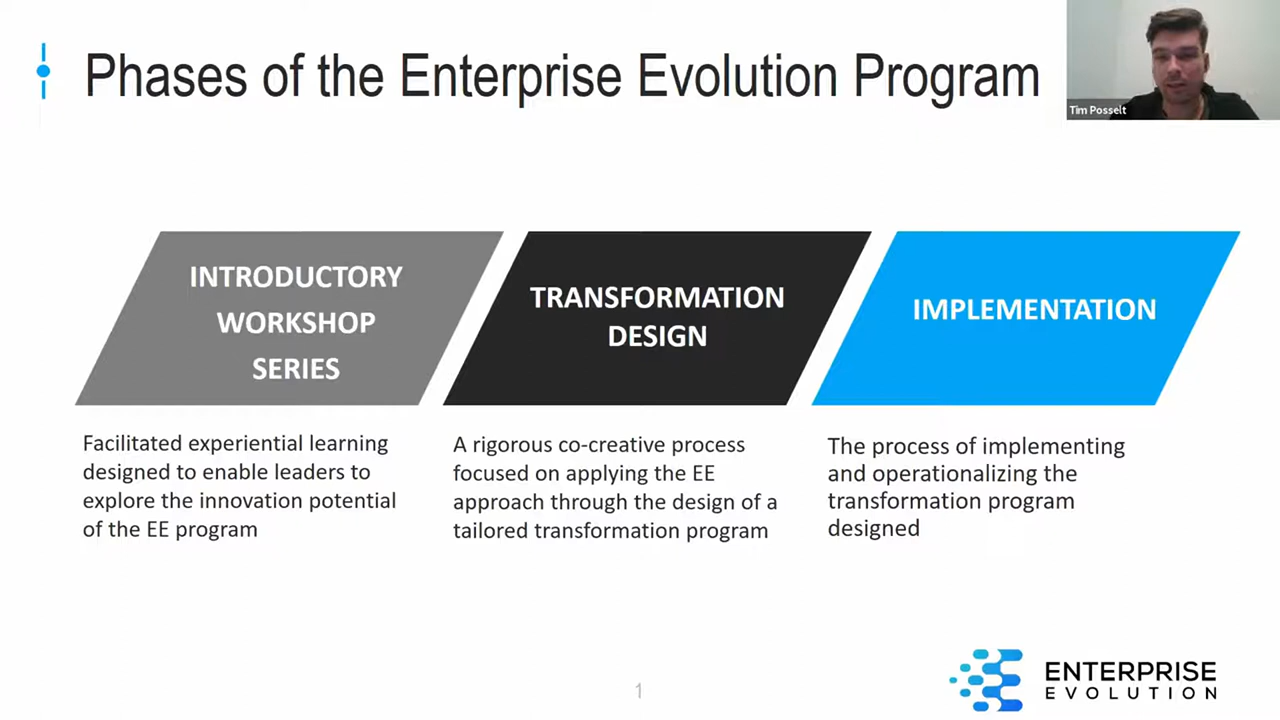 Phases of the Enterprise Evolution Program
Tim Posselt
INTRODUCTORY
WORKSHOP
SERIES
TRANSFORMATION
DESIGN
IMPLEMENTATION
Facilitated experiential learning
designed to enable leaders to
explore the innovation potential
of the EE program
A rigorous co-creative process
focused on applying the EE
approach through the design of a
tailored transformation program
The process of implementing
and operationalizing the
transformation program
designed
1
ENTERPRISE
EVOLUTION